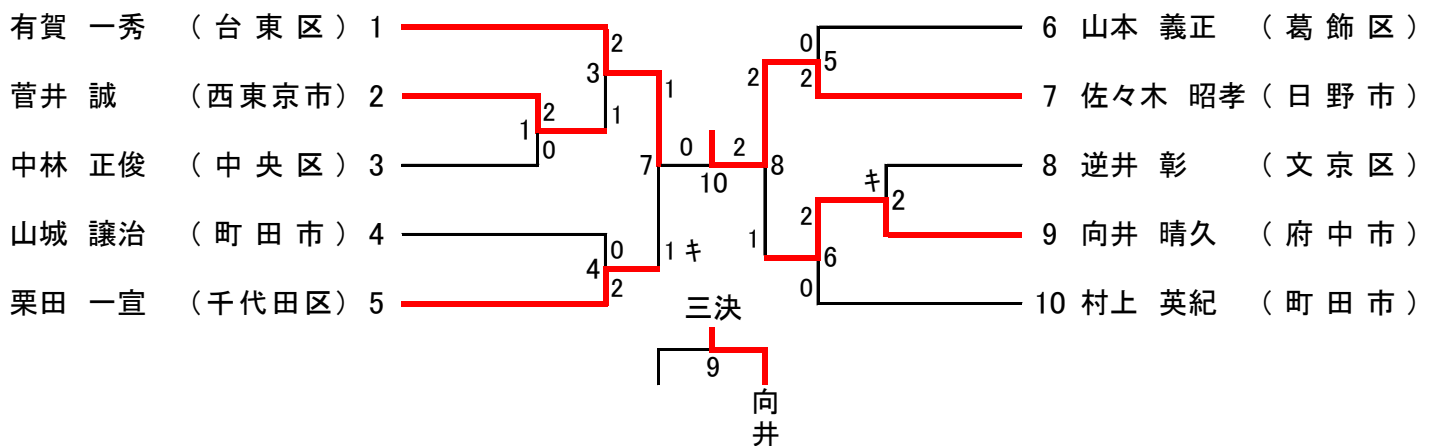 有賀 一秀 (台東区) 1
菅井 誠 (西東京市) 2
中林 正俊 (中央区) 3
山城 譲治 (町田市) 4
栗田 一宣 (千代田区) 5
2
3
1
2
1
1
0
0
4
2
1 キ
7
0
2
10
8
2
1
0
5
2
キ
2
2
6
0
6 山本 義正 (葛飾区)
7 佐々木 昭孝 (日野市)
8 逆井 彰 (文京区)
9 向井 晴久 (府中市)
10 村上 英紀 (町田市)
三決
9
向井